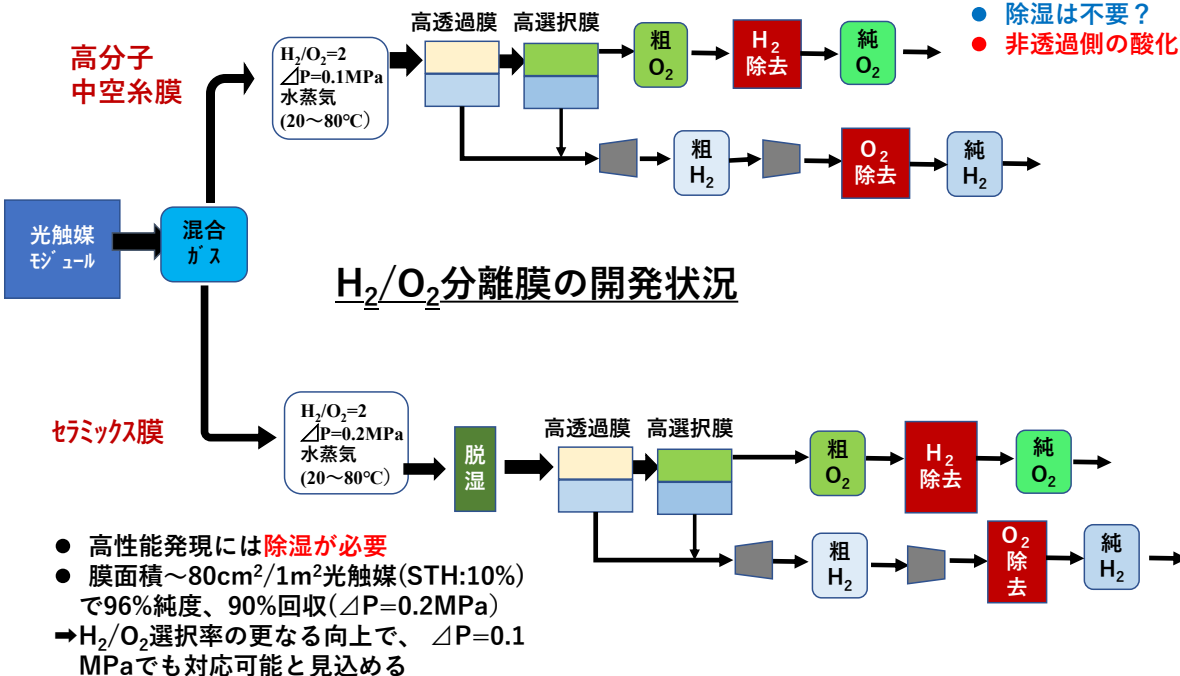 ● 除湿は不要？
● 非透過側の酸化
高分子
中空糸膜
H₂/O₂=2
⊿P=0.1MPa
水蒸気
(20～80℃)
高透過膜
高選択膜
粗
O₂
H₂
除去
純
O₂
粗
H₂
O₂
除去
純
H₂
光触媒
ﾓｼﾞｭｰﾙ
混合
ｶﾞｽ
H₂/O₂分離膜の開発状況
ｾﾗﾐｯｸｽ膜
H₂/O₂=2
⊿P=0.2MPa
水蒸気
(20～80℃)
脱
湿
高透過膜
高選択膜
粗
O₂
H₂
除去
純
O₂
粗
H₂
O₂
除
去
純
H₂
● 高性能発現には除湿が必要
● 膜面積～80cm²/1m²光触媒(STH:10%)
で96%純度、90%回収(⊿P=0.2MPa)
➡H₂/O₂選択率の更なる向上で、 ⊿P=0.1
MPaでも対応可能と見込める